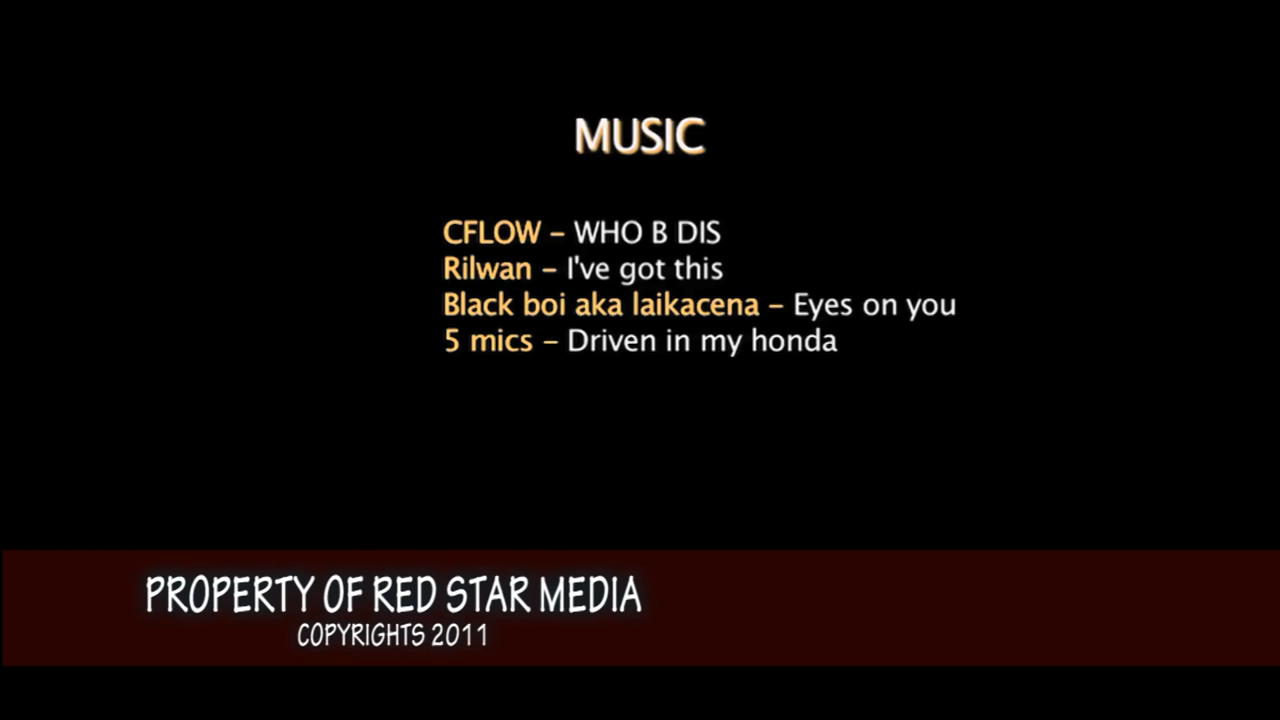 MUSIC
CFLOW – WHO B DIS
Rilwan – I've got this
Black boi aka laikacena – Eyes on you
5 mics – Driven in my honda
PROPERTY OF RED STAR MEDIA
COPYRIGHTS 2011